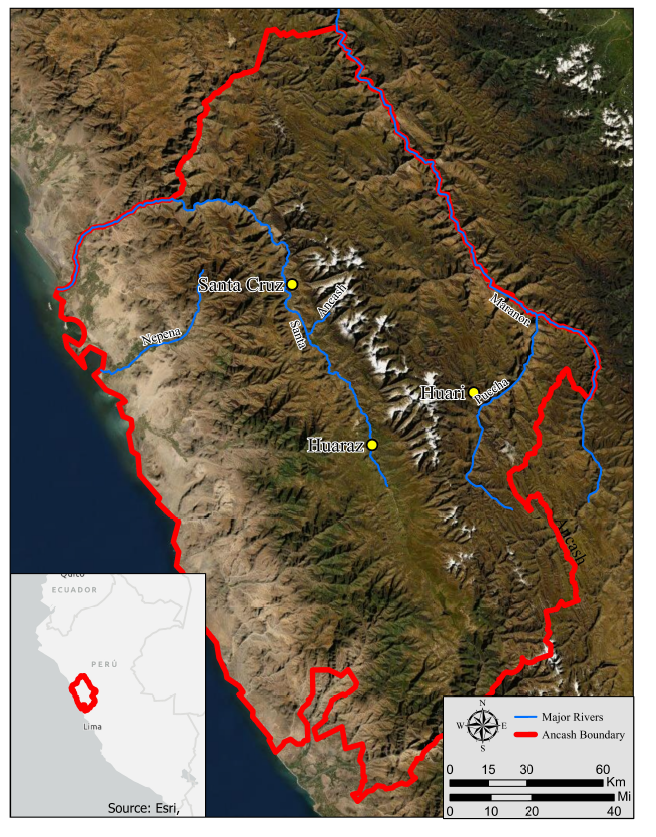 Santa Cruz
Ancash
Santa
Nepena
Maranor
Huari
Puccha
Huaraz
Ancash
Quito
ECUADOR
PERÚ
Lima
Source: Esri,
N
W
E
S
Major Rivers
Ancash Boundary
0 15 30 60
Km
Mi
0 10 20 40